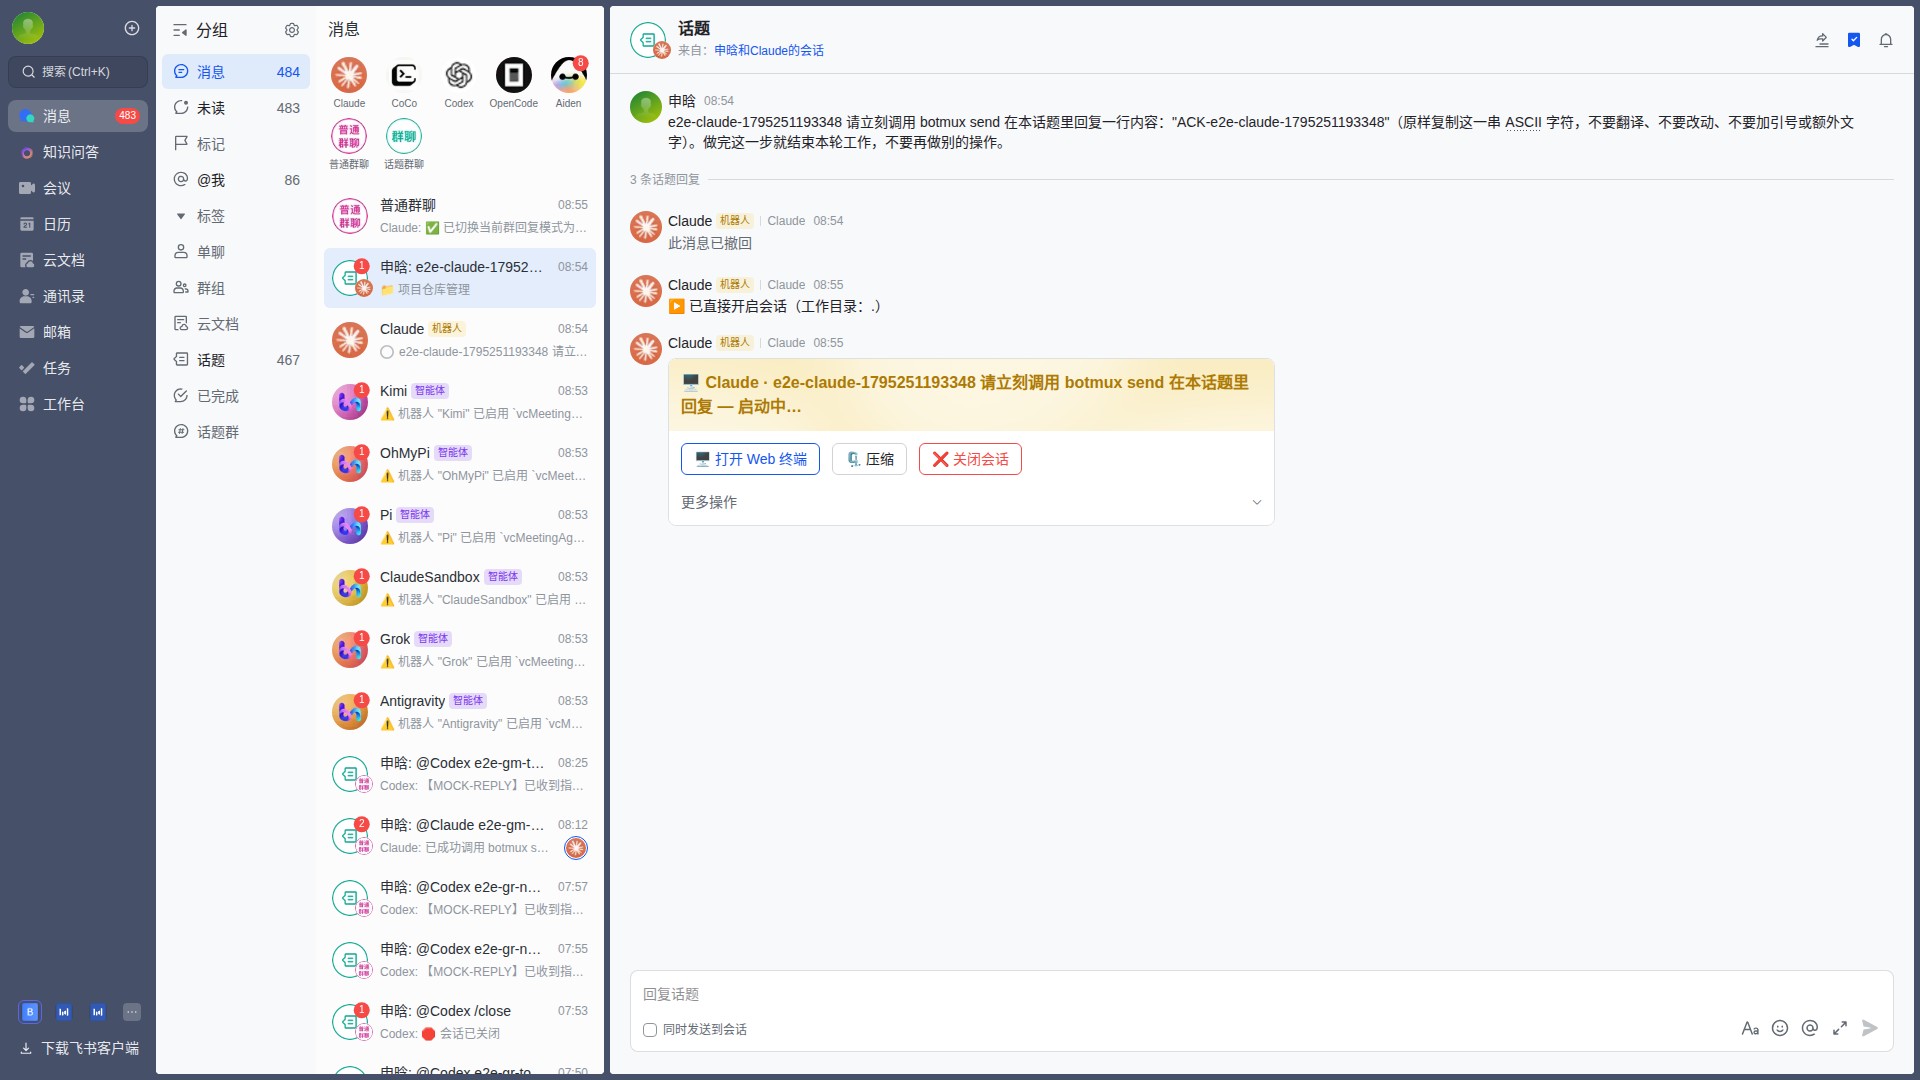 搜索 (Ctrl+K)
消息
483
知识问答
会议
日历
云文档
通讯录
邮箱
任务
工作台
下载飞书客户端
分组
消息 484
未读 483
标记
@我 86
标签
单聊
群组
云文档
话题 467
已完成
话题群
消息
Claude
CoCo
Codex
OpenCode
8
Aiden
普通群聊
普通群聊
群聊
话题群聊
普通群聊 08:55
Claude: ✅ 已切换当前群回复模式为…
1
申晗: e2e-claude-17952… 08:54
📁 项目仓库管理
Claude 机器人 08:54
e2e-claude-1795251193348 请立…
1
Kimi 智能体 08:53
⚠️ 机器人 "Kimi" 已启用 `vcMeeting…
1
OhMyPi 智能体 08:53
⚠️ 机器人 "OhMyPi" 已启用 `vcMeet…
1
Pi 智能体 08:53
⚠️ 机器人 "Pi" 已启用 `vcMeetingAg…
1
ClaudeSandbox 智能体 08:53
⚠️ 机器人 "ClaudeSandbox" 已启用 …
1
Grok 智能体 08:53
⚠️ 机器人 "Grok" 已启用 `vcMeeting…
1
Antigravity 智能体 08:53
⚠️ 机器人 "Antigravity" 已启用 `vcM…
申晗: @Codex e2e-gm-t… 08:25
Codex: 【MOCK-REPLY】已收到指…
2
申晗: @Claude e2e-gm-… 08:12
Claude: 已成功调用 botmux s…
申晗: @Codex e2e-gr-n… 07:57
Codex: 【MOCK-REPLY】已收到指…
申晗: @Codex e2e-gr-n… 07:55
Codex: 【MOCK-REPLY】已收到指…
1
申晗: @Codex /close 07:53
Codex: 🛑 会话已关闭
申晗: @Codex e2e-gr-to… 07:50
话题
来自：申晗和Claude的会话
申晗 08:54
e2e-claude-1795251193348 请立刻调用 botmux send 在本话题里回复一行内容："ACK-e2e-claude-1795251193348"（原样复制这一串 ASCII 字符，不要翻译、不要改动、不要加引号或额外文
字）。做完这一步就结束本轮工作，不要再做别的操作。
3 条话题回复
Claude 机器人 | Claude 08:54
此消息已撤回
Claude 机器人 | Claude 08:55
▶️ 已直接开启会话（工作目录：.）
Claude 机器人 | Claude 08:55
🖥️ Claude · e2e-claude-1795251193348 请立刻调用 botmux send 在本话题里
回复 — 启动中…
🖥️ 打开 Web 终端
🗜️ 压缩
❌ 关闭会话
更多操作
回复话题
同时发送到会话